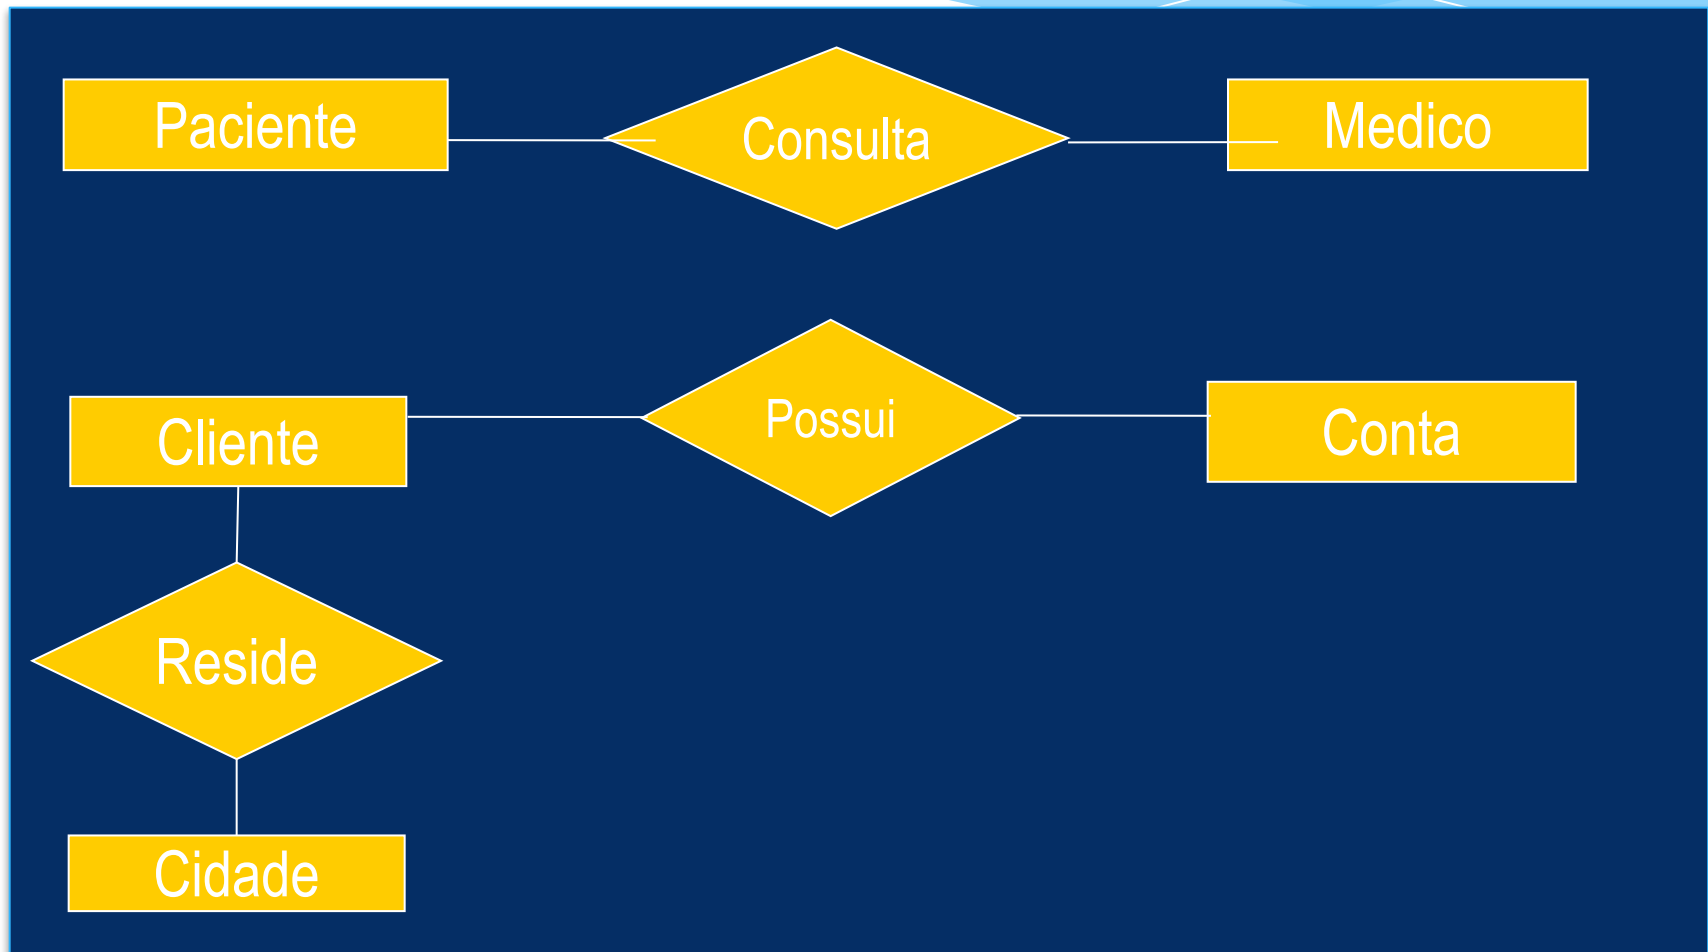 Paciente
Consulta
Medico
Cliente
Possui
Conta
Reside
Cidade